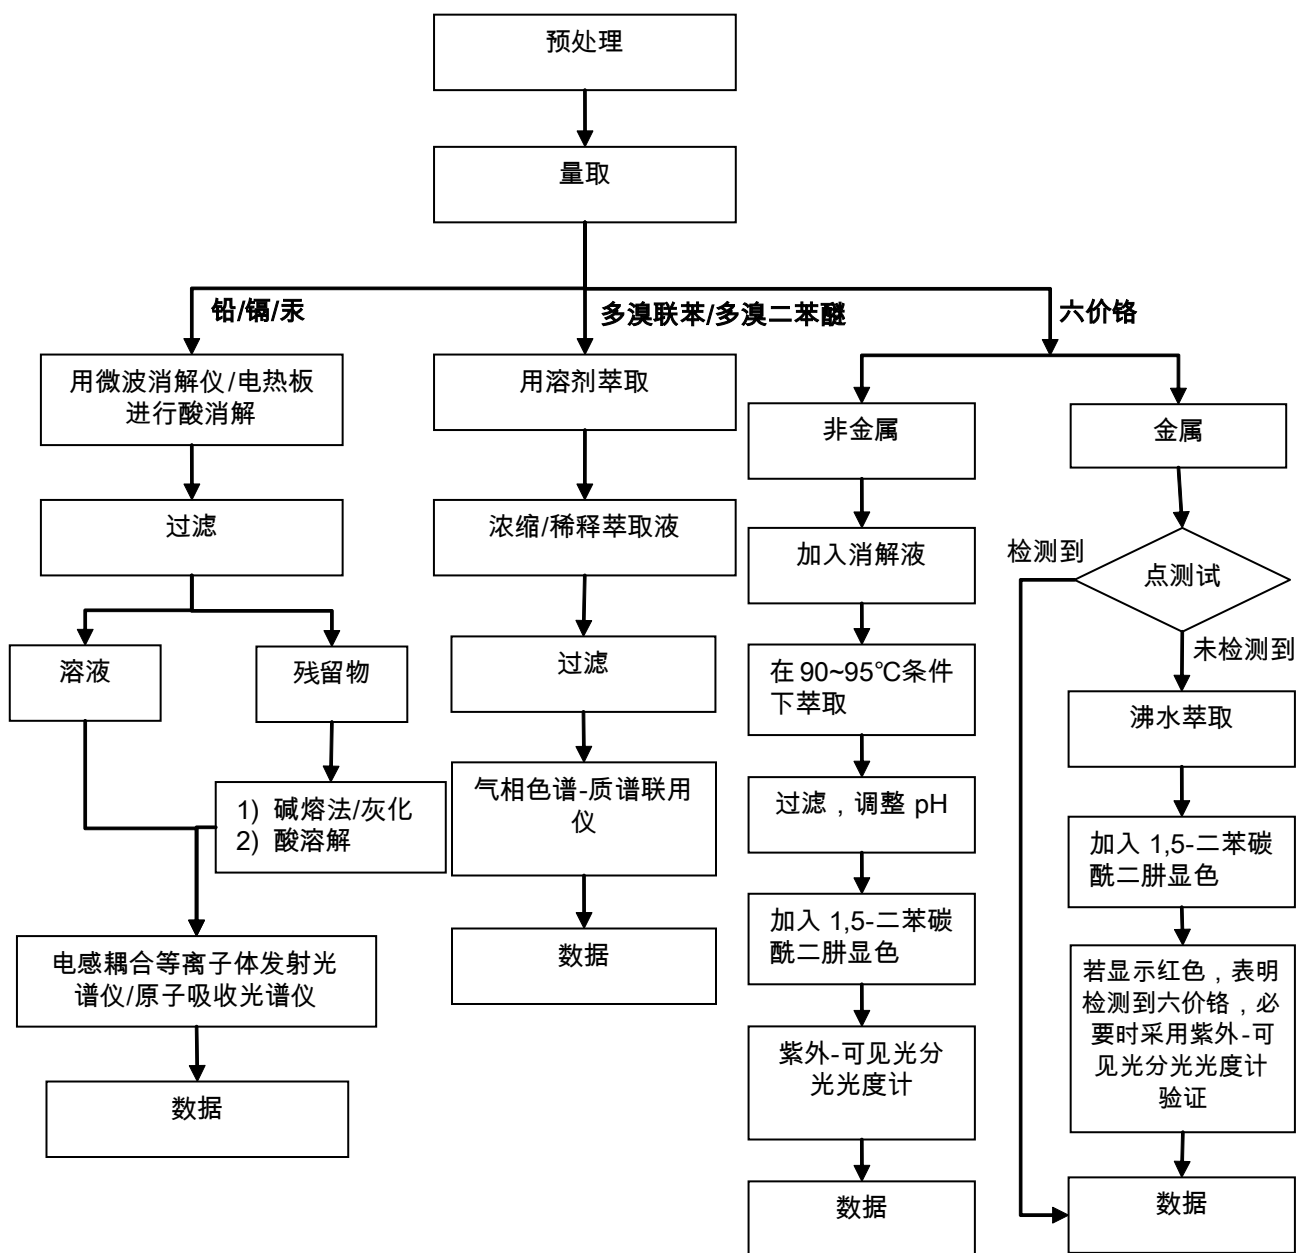 预处理
量取
铅/镉/汞
多溴联苯/多溴二苯醚
六价铬
用微波消解仪/电热板
进行酸消解
过滤
溶液
残留物
1) 碱熔法/灰化
2) 酸溶解
电感耦合等离子体发射光
谱仪/原子吸收光谱仪
数据
用溶剂萃取
浓缩/稀释萃取液
过滤
气相色谱-质谱联用
仪
数据
非金属
加入消解液
在 90~95℃条件
下萃取
过滤，调整 pH
加入 1,5-二苯碳
酰二肼显色
紫外-可见光分
光光度计
数据
金属
点测试
检测到
未检测到
沸水萃取
加入 1,5-二苯碳
酰二肼显色
若显示红色，表明
检测到六价铬，必
要时采用紫外-可
见光分光光度计
验证
数据